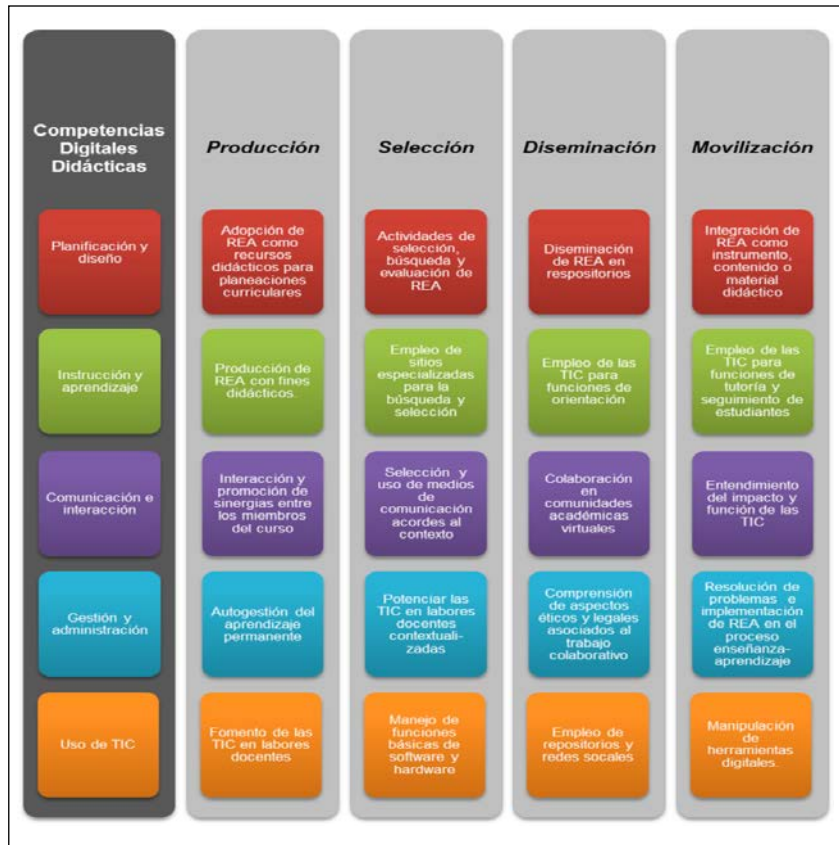 Competencias
Digitales
Didácticas
Producción
Selección
Diseminación
Movilización
Planificación y
diseño
Adopción de
REA como
recursos
didácticos para
planeaciones
curriculares
Actividades de
selección,
búsqueda y
evaluación de
REA
Diseminación
de REA en
respositorios
Integración de
REA como
instrumento,
contenido o
material
didáctico
Instrucción y
aprendizaje
Producción de
REA con fines
didácticos.
Empleo de
sitios
especializadas
para la
búsqueda y
selección
Empleo de las
TIC para
funciones de
orientación
Empleo de las
TIC para
funciones de
tutoría y
seguimiento de
estudiantes
Comunicación e
interacción
Interacción y
promoción de
sinergias entre
los miembros
del curso
Selección y
uso de medios
de
comunicación
acordes al
contexto
Colaboración
en
comunidades
académicas
virtuales
Entendimiento
del impacto y
función de las
TIC
Gestión y
administración
Autogestión del
aprendizaje
permanente
Potenciar las
TIC en labores
docentes
contextuali-
zadas
Comprensión
de aspectos
éticos y legales
asociados al
trabajo
colaborativo
Resolución de
problemas e
implementación
de REA en el
proceso
enseñanza-
aprendizaje
Uso de TIC
Fomento de las
TIC en labores
docentes
Manejo de
funciones
básicas de
software y
hardware
Empleo de
repositorios y
redes socales
Manipulación
de
herramientas
digitales.